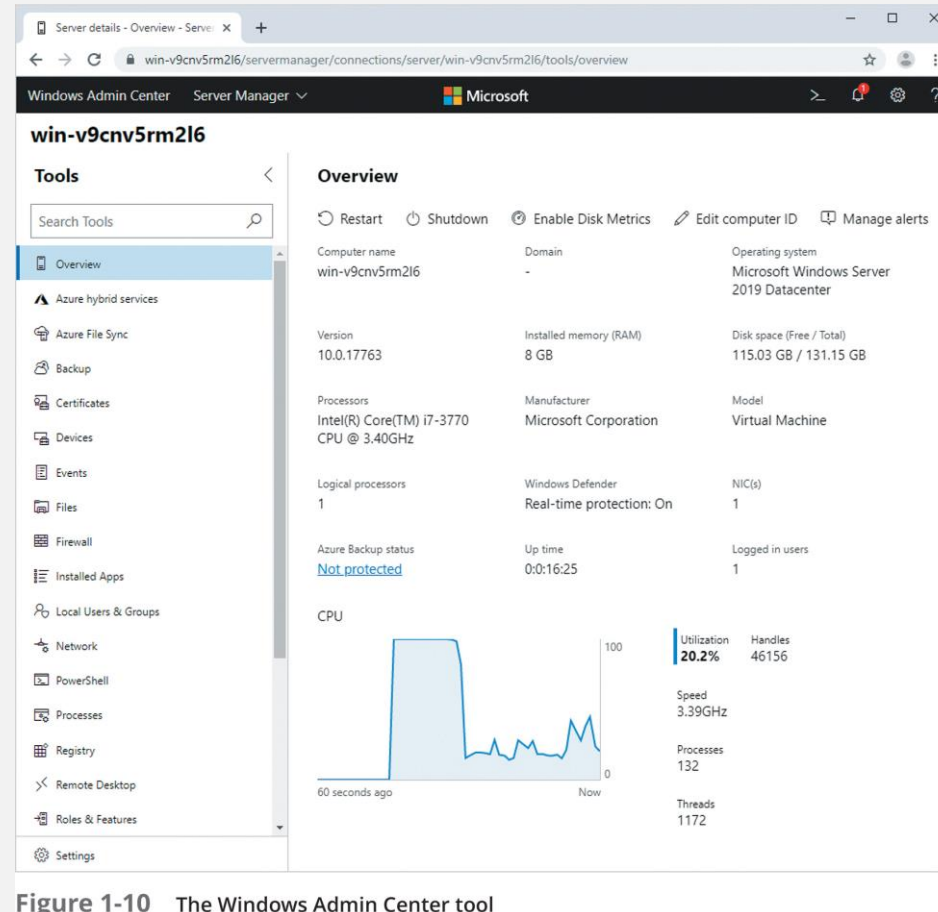 Server details - Overview - Server
win-v9cnv5rm2l6/servermanager/connections/server/win-v9cnv5rm2l6/tools/overview
Windows Admin Center
Server Manager
Microsoft
1
win-v9cnv5rm2l6
Tools
Search Tools
Overview
Azure hybrid services
Azure File Sync
Backup
Certificates
Devices
Events
Files
Firewall
Installed Apps
Local Users & Groups
Network
PowerShell
Processes
Registry
Remote Desktop
Roles & Features
Settings
Overview
Restart
Shutdown
Enable Disk Metrics
Edit computer ID
Manage alerts
Computer name
win-v9cnv5rm2l6
Domain
-
Operating system
Microsoft Windows Server
2019 Datacenter
Version
10.0.17763
Installed memory (RAM)
8 GB
Disk space (Free / Total)
115.03 GB / 131.15 GB
Processors
Intel(R) Core(TM) i7-3770
CPU @ 3.40GHz
Manufacturer
Microsoft Corporation
Model
Virtual Machine
Logical processors
1
Windows Defender
Real-time protection: On
NIC(s)
1
Azure Backup status
Not protected
Up time
0:0:16:25
Logged in users
1
CPU
100
0
60 seconds ago
Now
Utilization
20.2%
Handles
46156
Speed
3.39GHz
Processes
132
Threads
1172
Figure 1-10 The Windows Admin Center tool